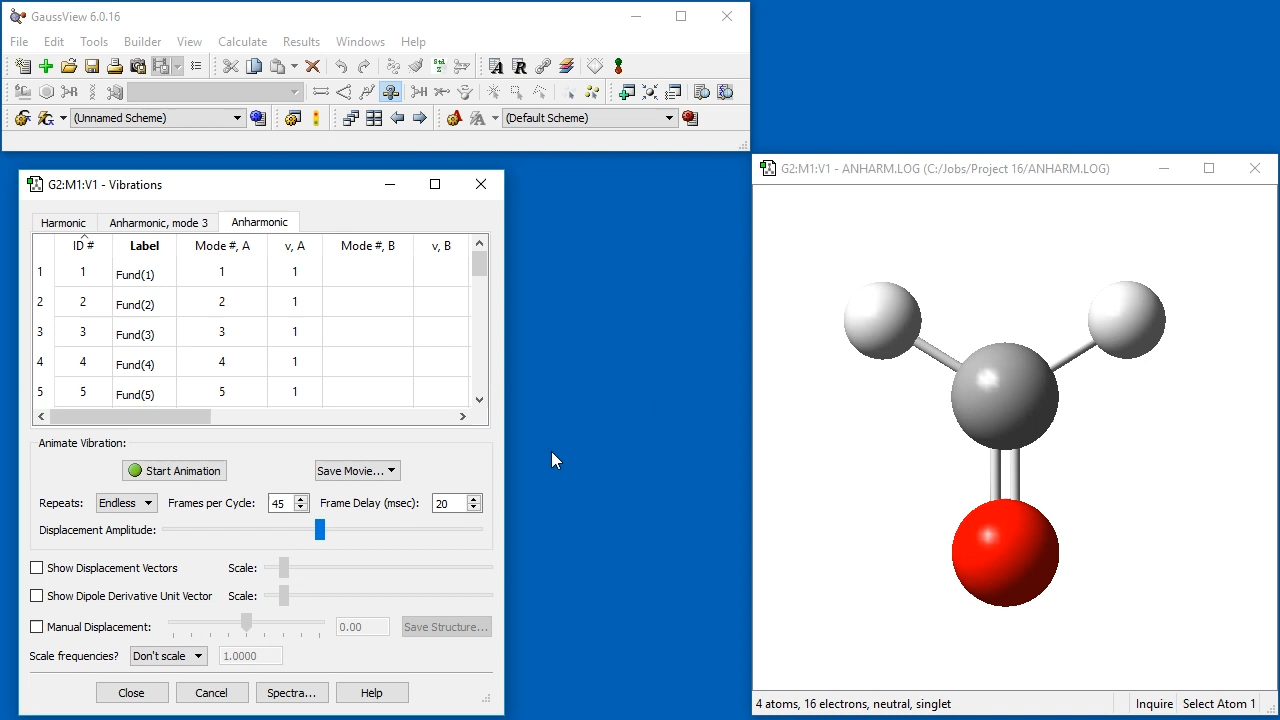 GaussView 6.0.16
File Edit Tools Builder View Calculate Results Windows Help
(Unnamed Scheme) (Default Scheme)
G2:M1:V1 - Vibrations
Harmonic Anharmonic, mode 3 Anharmonic
ID # Label Mode #, A v, A Mode #, B v, B
1 1 Fund(1) 1 1
2 2 Fund(2) 2 1
3 3 Fund(3) 3 1
4 4 Fund(4) 4 1
5 5 Fund(5) 5 1
Animate Vibration:
Start Animation Save Movie...
Repeats: Endless Frames per Cycle: 45 Frame Delay (msec): 20
Displacement Amplitude:
Show Displacement Vectors Scale:
Show Dipole Derivative Unit Vector Scale:
Manual Displacement: 0.00 Save Structure...
Scale frequencies? Don't scale 1.0000
Close Cancel Spectra... Help
G2:M1:V1 - ANHARM.LOG (C:/Jobs/Project 16/ANHARM.LOG)
4 atoms, 16 electrons, neutral, singlet Inquire Select Atom 1